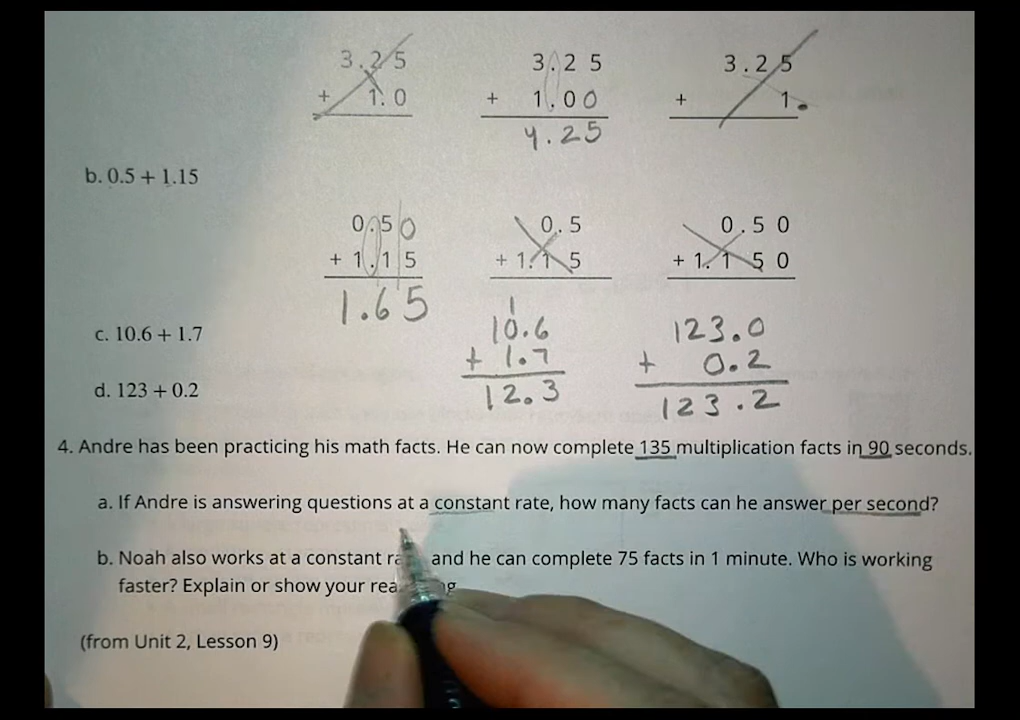 3.25 3.25 3.25
+ 1.0 + 1.00 + 1.
4.25
b. 0.5 + 1.15
0.50 0.5 0.50
+ 1.15 + 1.15 + 1.150
1.65
1
c. 10.6 + 1.7 10.6 123.0
+ 1.7 + 0.2
d. 123 + 0.2 12.3 123.2
4. Andre has been practicing his math facts. He can now complete 135 multiplication facts in 90 seconds.
a. If Andre is answering questions at a constant rate, how many facts can he answer per second?
b. Noah also works at a constant and he can complete 75 facts in 1 minute. Who is working
faster? Explain or show your
(from Unit 2, Lesson 9)